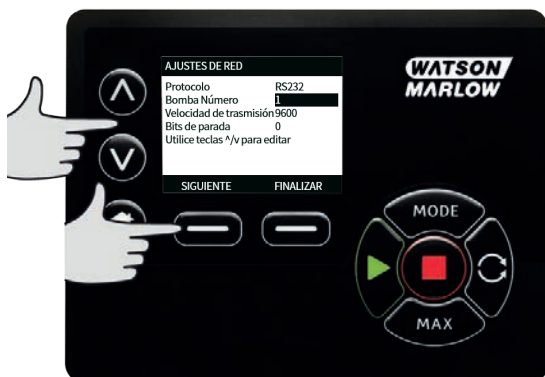 AJUSTES DE RED
WATSON
MARLOW
Protocolo RS232
Bomba Número 1
Velocidad de trasmisión 9600
Bits de parada 0
Utilice teclas ^/v para editar
SIGUIENTE FINALIZAR
MODE
MAX